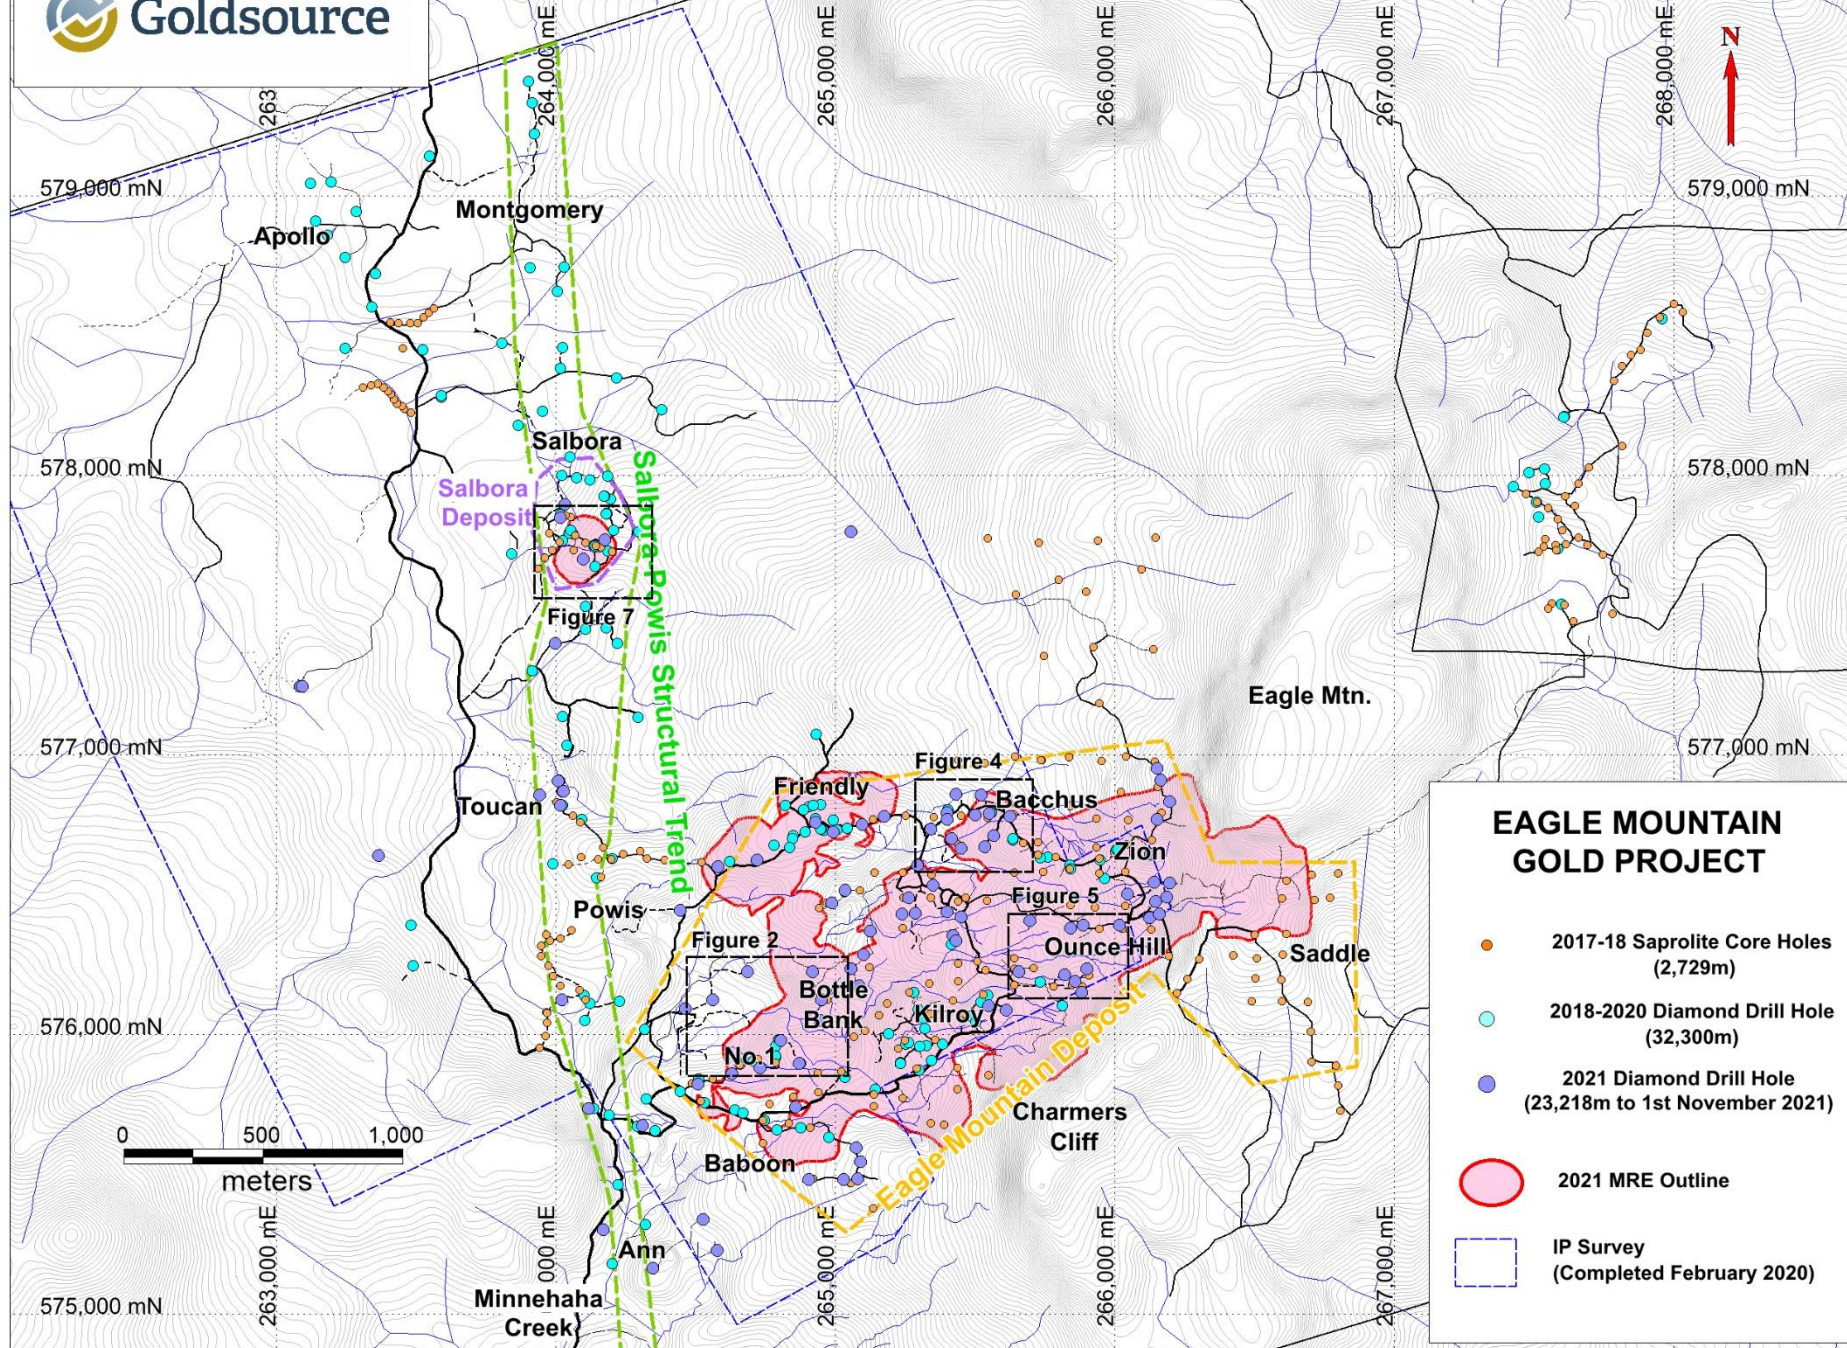 Goldsource
264,000 mE
265,000 mE
266,000 mE
267,000 mE
268,000 mE
N
263
579,000 mN
579,000 mN
Montgomery
Apollo
Salbora
578,000 mN
578,000 mN
Salbora
Deposit
Salbora-Powis Structural Trend
Figure 7
Eagle Mtn.
577,000 mN
577,000 mN
Figure 4
Friendly
Bacchus
Toucan
Zion
Figure 5
Powis
Figure 2
Ounce Hill
Saddle
Bottle
Bank
Kilroy
576,000 mN
No.1
Eagle Mountain Deposit
Charmers
Cliff
Baboon
0 500 1,000
meters
Ann
263,000 mE
000 mE
265,000 mE
266,000 mE
267,000 mE
575,000 mN
Minnehaha
Creek
EAGLE MOUNTAIN
GOLD PROJECT
2017-18 Saprolite Core Holes
(2,729m)
2018-2020 Diamond Drill Hole
(32,300m)
2021 Diamond Drill Hole
(23,218m to 1st November 2021)
2021 MRE Outline
IP Survey
(Completed February 2020)